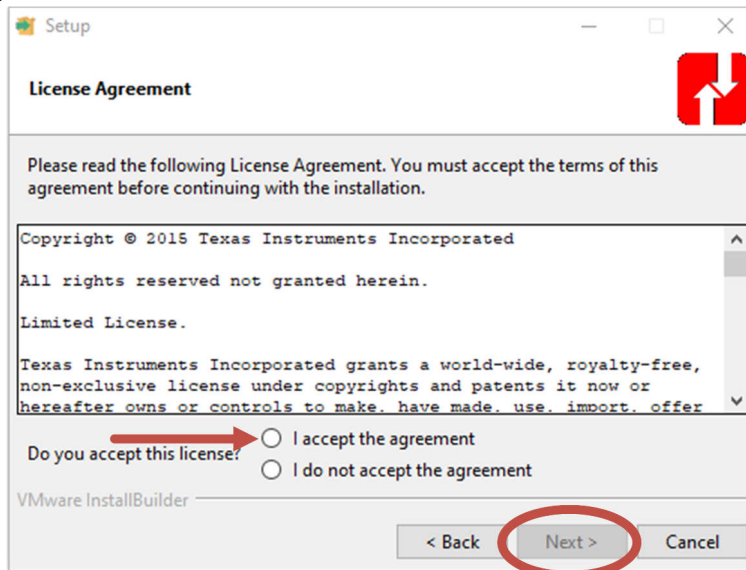 Setup
License Agreement
Please read the following License Agreement. You must accept the terms of this
agreement before continuing with the installation.
Copyright © 2015 Texas Instruments Incorporated
All rights reserved not granted herein.
Limited License.
Texas Instruments Incorporated grants a world-wide, royalty-free,
non-exclusive license under copyrights and patents it now or
hereafter owns or controls to make, have made, use, import, offer
Do you accept this license?
I accept the agreement
I do not accept the agreement
VMware InstallBuilder
< Back Next > Cancel